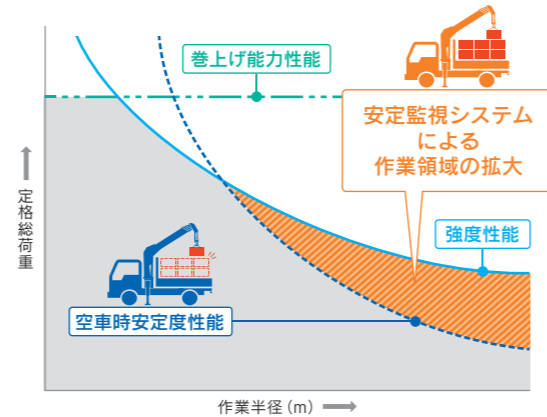 巻上げ能力性能
安定監視システム
による
作業領域の拡大
定格総荷重
強度性能
空車時安定度性能
作業半径（m）